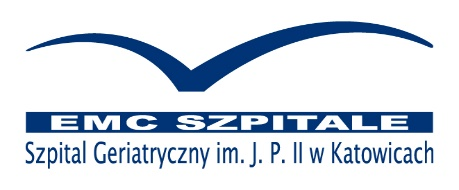 EMC SZPITALE
Szpital Geriatryczny im. J. P. II w Katowicach